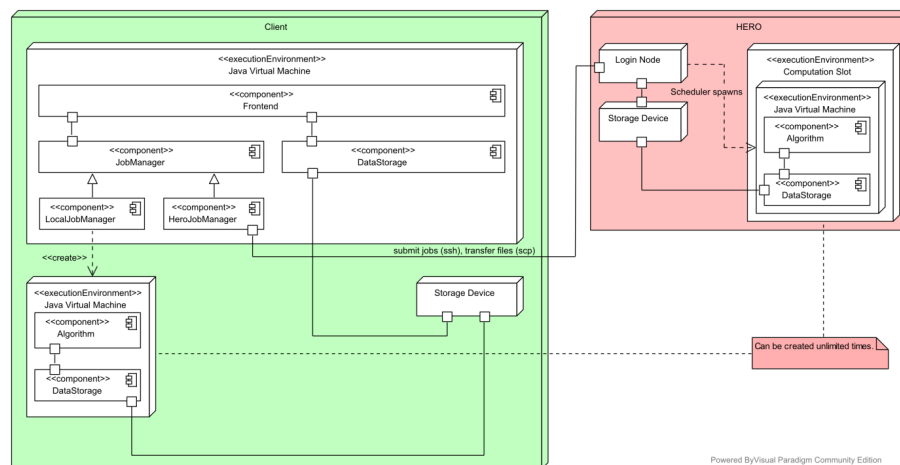 Client
<<executionEnvironment>>
Java Virtual Machine
<<component>>
Frontend
<<component>>
JobManager
<<component>>
DataStorage
<<component>>
LocalJobManager
<<component>>
HeroJobManager
submit jobs (ssh), transfer files (scp)
<<create>>
<<executionEnvironment>>
Java Virtual Machine
<<component>>
Algorithm
<<component>>
DataStorage
Storage Device
HERO
Login Node
Scheduler spawns
Storage Device
<<executionEnvironment>>
Computation Slot
<<executionEnvironment>>
Java Virtual Machine
<<component>>
Algorithm
<<component>>
DataStorage
Can be created unlimited times.
Powered ByVisual Paradigm Community Edition